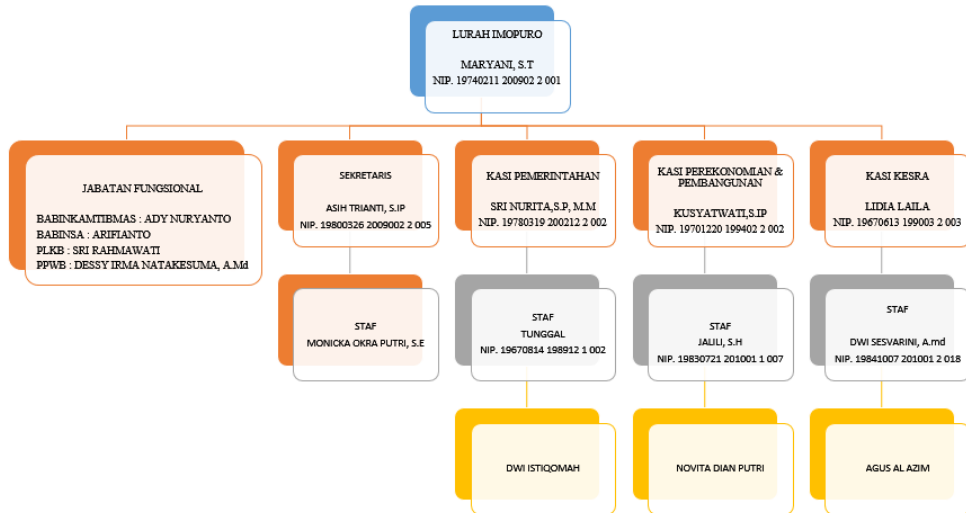 LURAH IMOPURO
MARYANI, S.T
NIP. 19740211 200902 2 001
JABATAN FUNGSIONAL
BABINKAMTIBMAS : ADY NURYANTO
BABINSA : ARIFIANTO
PLKB : SRI RAHMAWATI
PPWB : DESSY IRMA NATAKESUMA, A.Md
SEKRETARIS
ASIH TRIANTI, S.IP
NIP. 19800326 2009002 2 005
KASI PEMERINTAHAN
SRI NURITA,S.P, M.M
NIP. 19780319 200212 2 002
KASI PEREKONOMIAN &
PEMBANGUNAN
KUSYATWATI,S.IP
NIP. 19701220 199402 2 002
KASI KESRA
LIDIA LAILA
NIP. 19670613 199003 2 003
STAF
MONICKA OKRA PUTRI, S.E
STAF
TUNGGAL
NIP. 19670814 198912 1 002
STAF
JALILI, S.H
NIP. 19830721 201001 1 007
STAF
DWI SESVARINI, A.md
NIP. 19841007 201001 2 018
DWI ISTIQOMAH
NOVITA DIAN PUTRI
AGUS AL AZIM